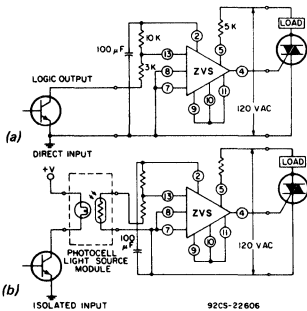 LOAD
5 K
2
5
10 K
100 µF
13
3 K
8
ZVS
4
LOGIC OUTPUT
7
11
10
9
120 VAC
(a)
DIRECT INPUT
+V
LOAD
2
5
13
8
ZVS
4
7
11
10
9
100
µF
PHOTOCELL
LIGHT SOURCE
MODULE
120 VAC
(b)
ISOLATED INPUT
92CS-22606